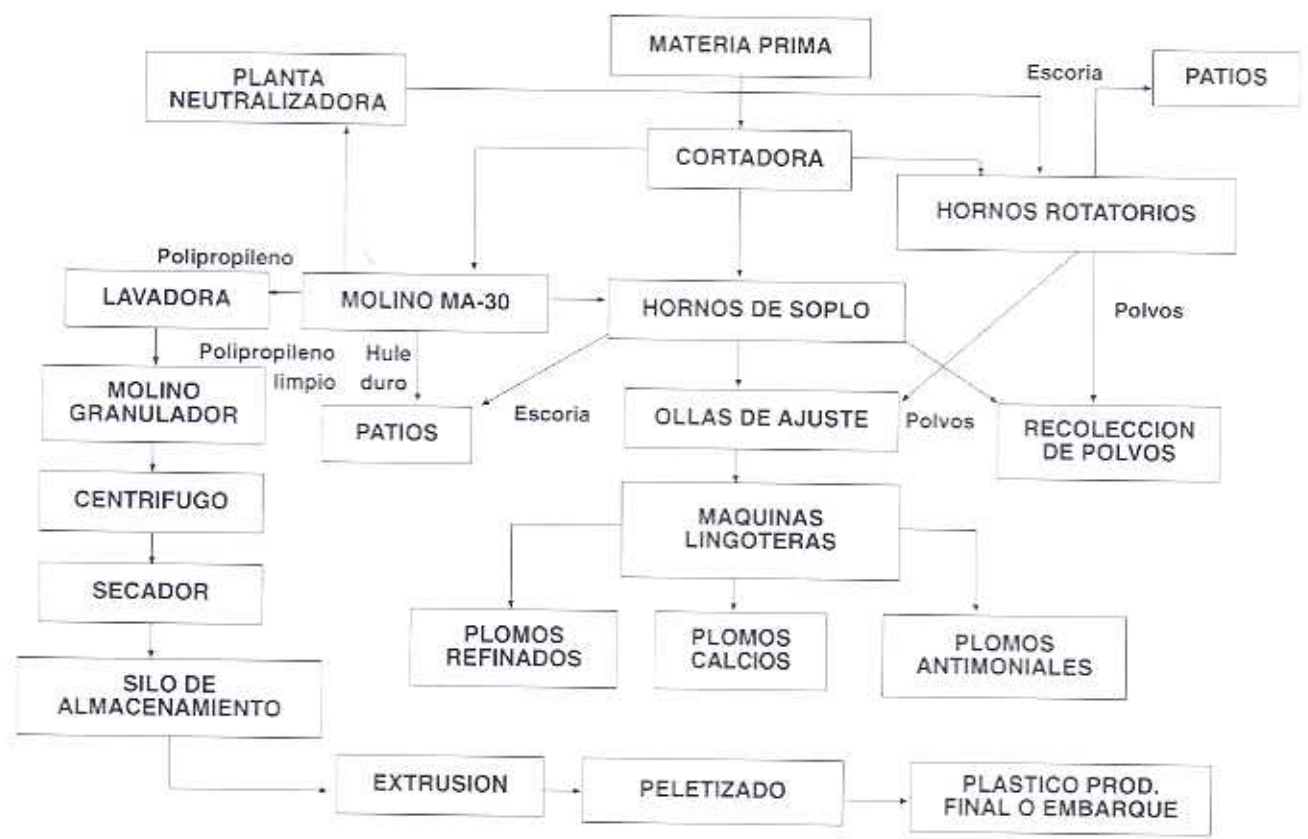 MATERIA PRIMA
PLANTA
NEUTRALIZADORA
Escoria
PATIOS
CORTADORA
HORNOS ROTATORIOS
Polipropileno
LAVADORA
MOLINO MA-30
HORNOS DE SOPLO
Polvos
Polipropileno
limpio
Hule
duro
MOLINO
GRANULADOR
PATIOS
Escoria
OLLAS DE AJUSTE
Polvos
RECOLECCION
DE POLVOS
CENTRIFUGO
MAQUINAS
LINGOTERAS
SECADOR
PLOMOS
REFINADOS
PLOMOS
CALCIOS
PLOMOS
ANTIMONIALES
SILO DE
ALMACENAMIENTO
EXTRUSION
PELETIZADO
PLASTICO PROD.
FINAL O EMBARQUE